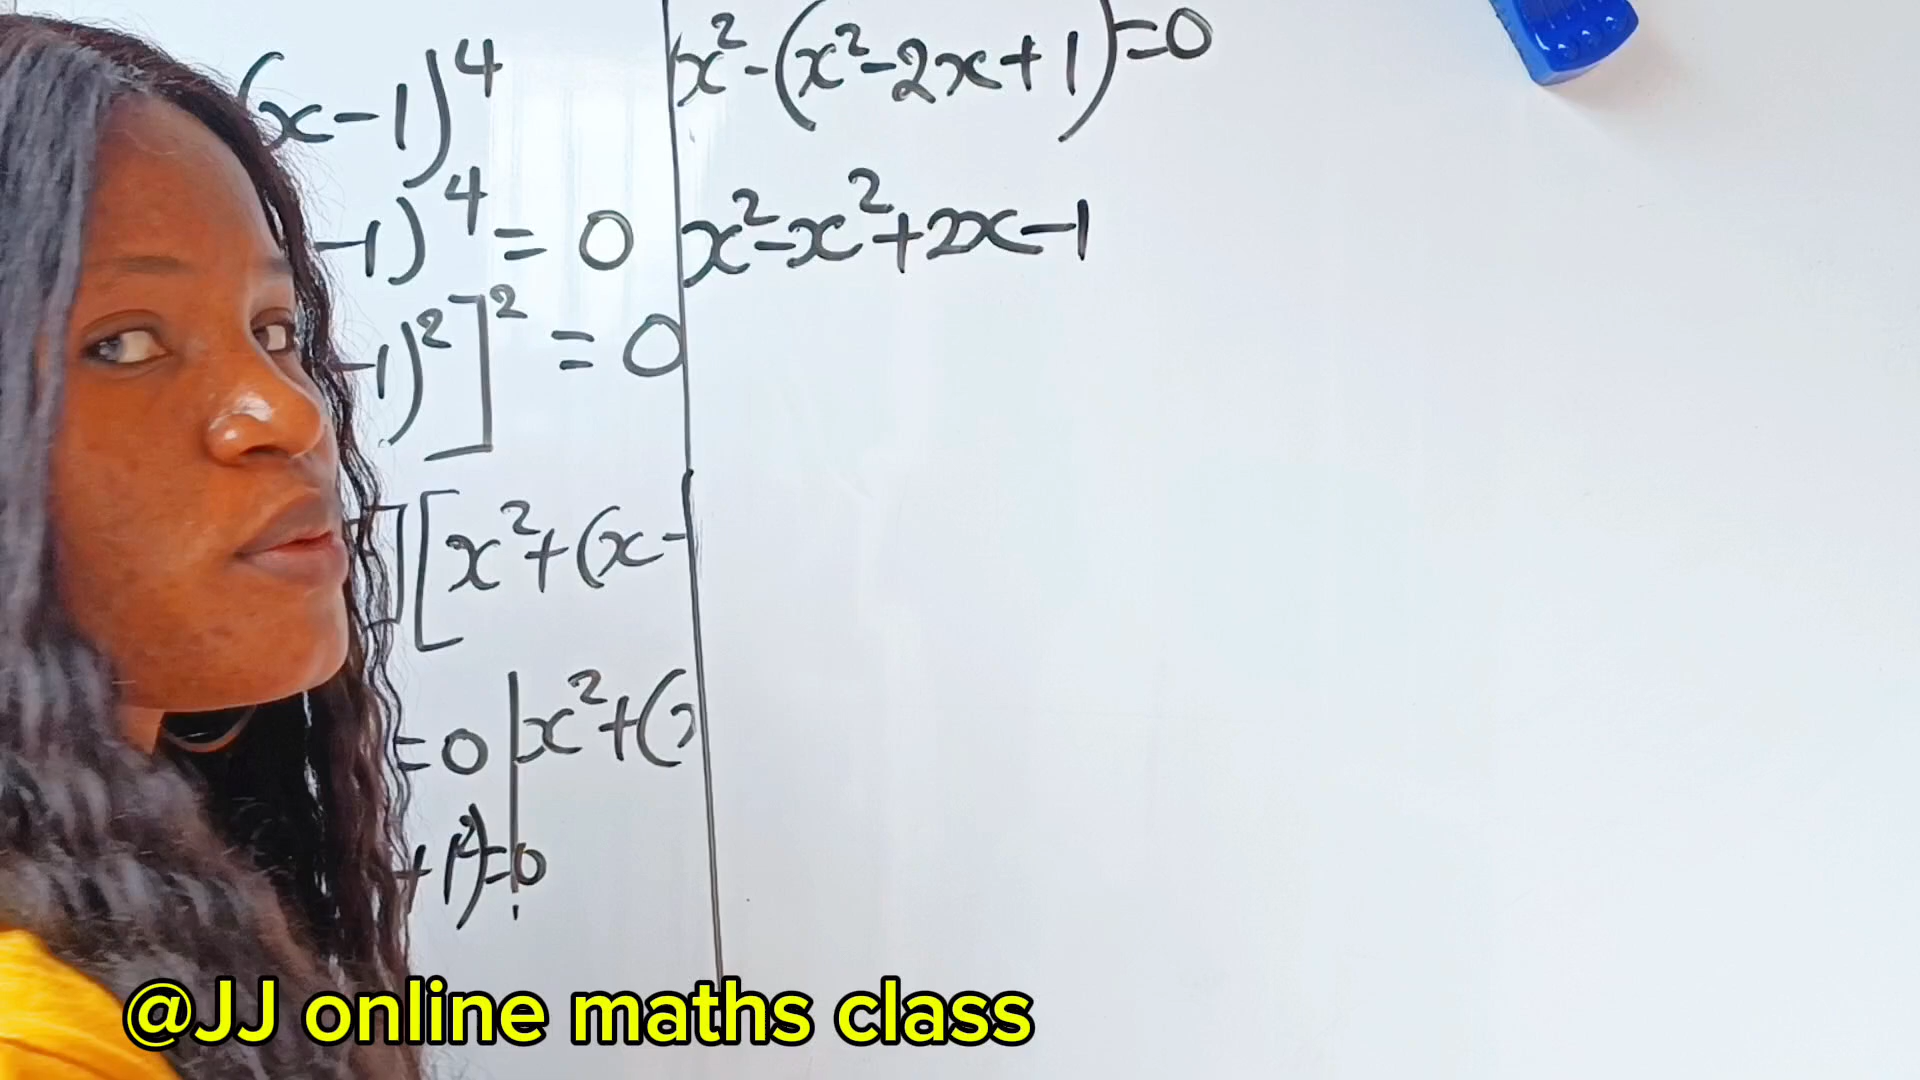 (x-1)⁴
-1)⁴ = 0
-1)²]² = 0
][x²+(x-
=0 | x²+(x
+1²)=0
x²-(x²-2x+1)=0
x²-x²+2x-1
@JJ online maths class